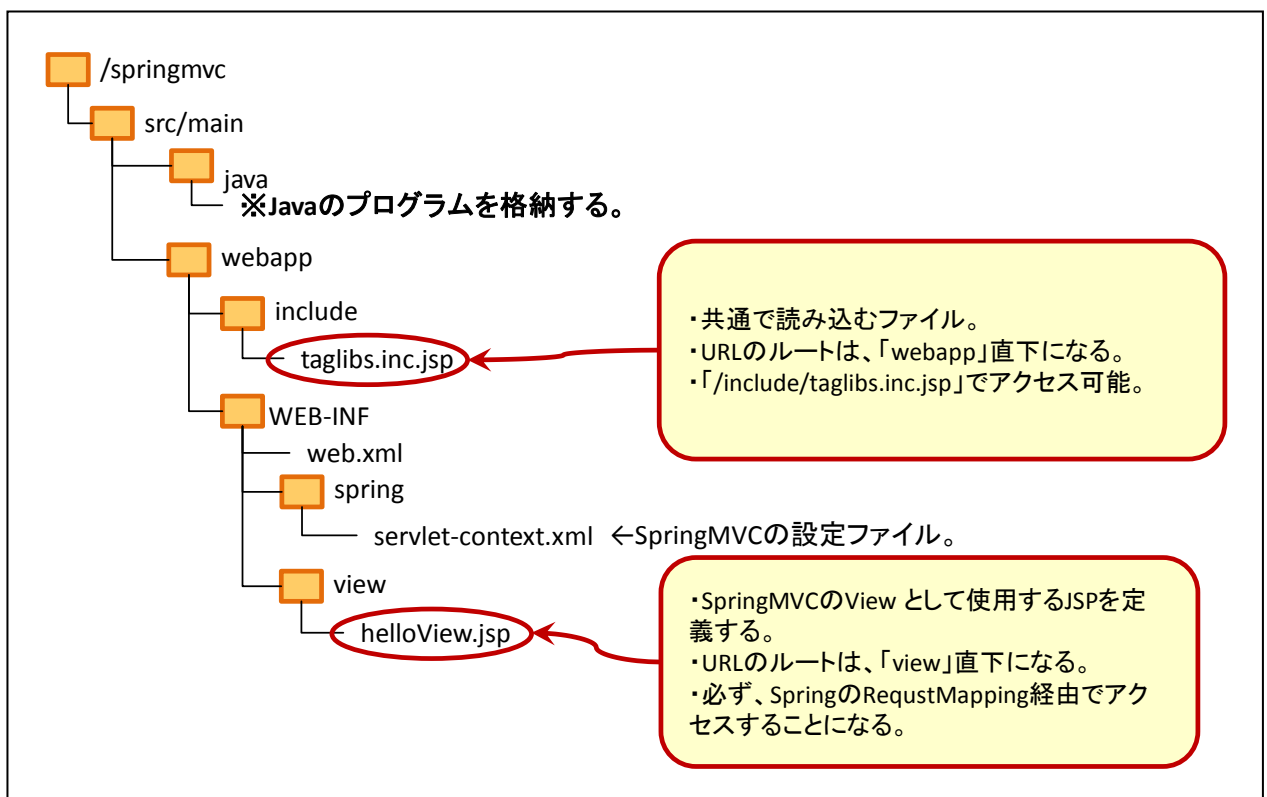 /springmvc
src/main
java
※Javaのプログラムを格納する。
webapp
include
taglibs.inc.jsp
・共通で読み込むファイル。
・URLのルートは、「webapp」直下になる。
・「/include/taglibs.inc.jsp」でアクセス可能。
WEB-INF
web.xml
spring
servlet-context.xml ←SpringMVCの設定ファイル。
view
helloView.jsp
・SpringMVCのView として使用するJSPを定
義する。
・URLのルートは、「view」直下になる。
・必ず、SpringのRequstMapping経由でアク
セスすることになる。